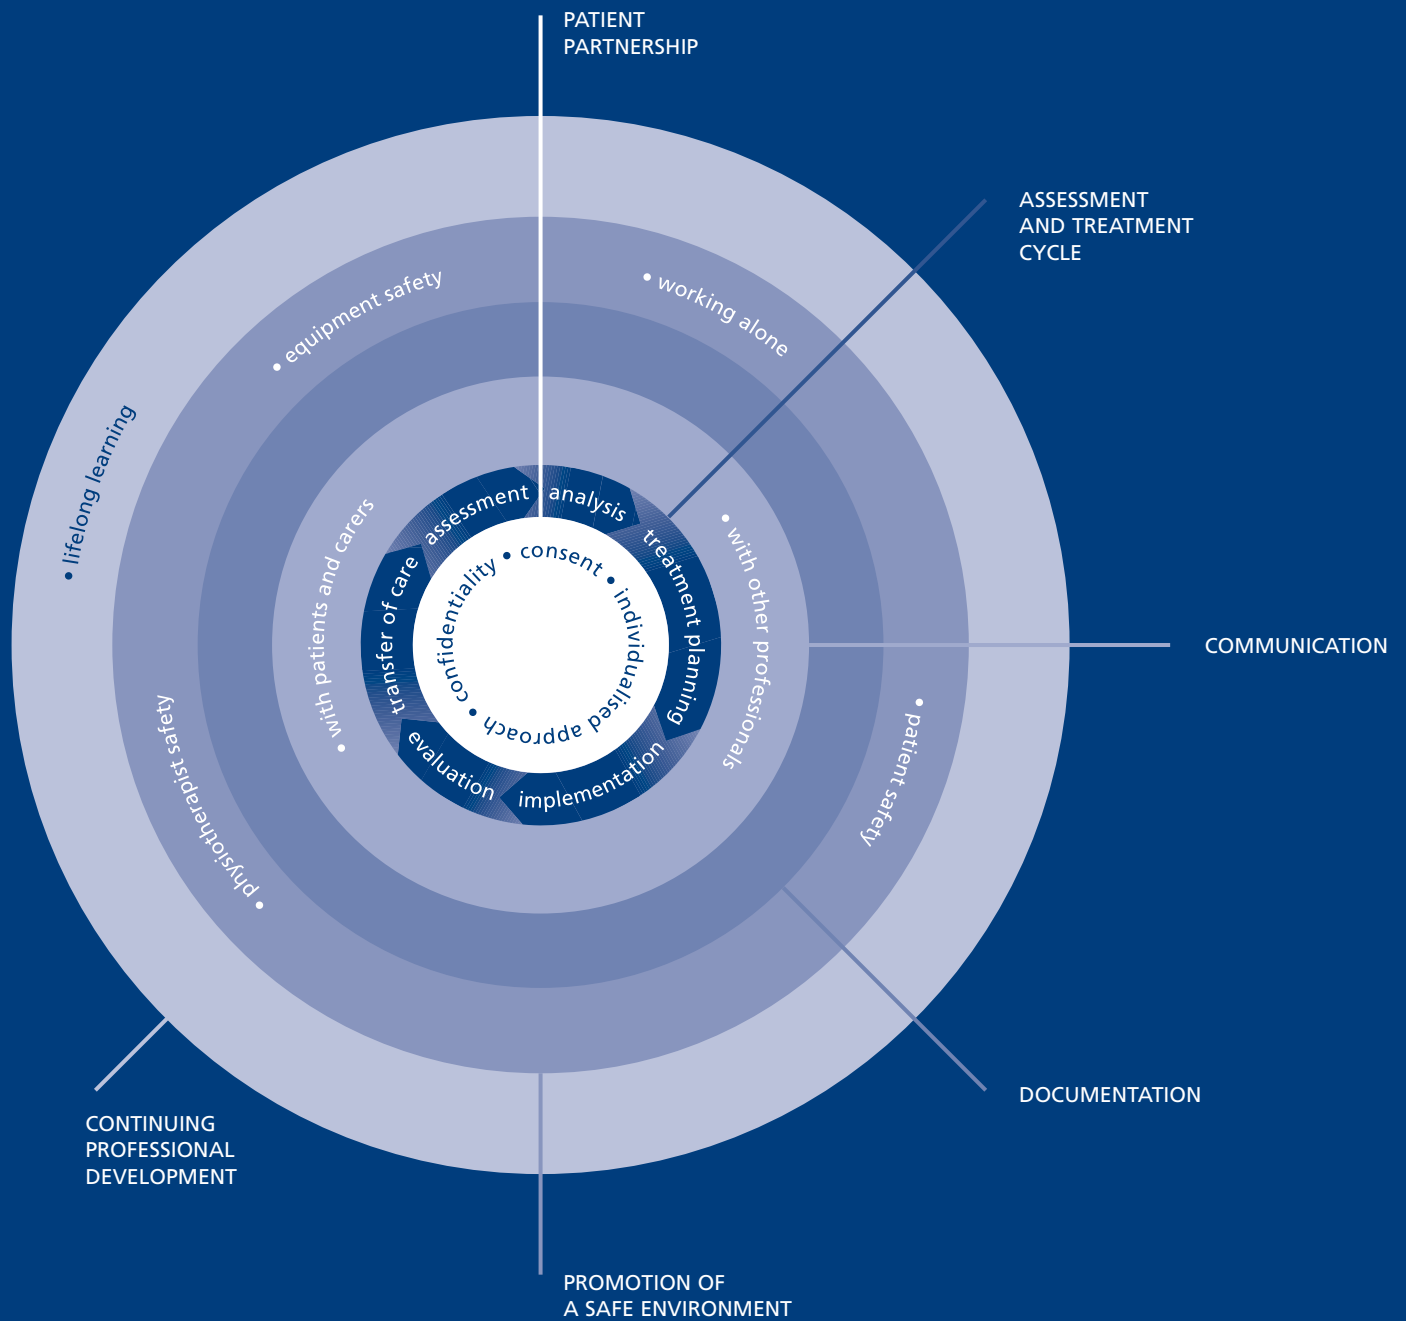 PATIENT
PARTNERSHIP
ASSESSMENT
AND TREATMENT
CYCLE
• equipment safety
• working alone
• lifelong learning
• with patients and carers
• with other professionals
assessment
analysis
treatment planning
implementation
evaluation
transfer of care
• consent
• individualised approach
• confidentiality
COMMUNICATION
• patient safety
• physiotherapist safety
DOCUMENTATION
CONTINUING
PROFESSIONAL
DEVELOPMENT
PROMOTION OF
A SAFE ENVIRONMENT